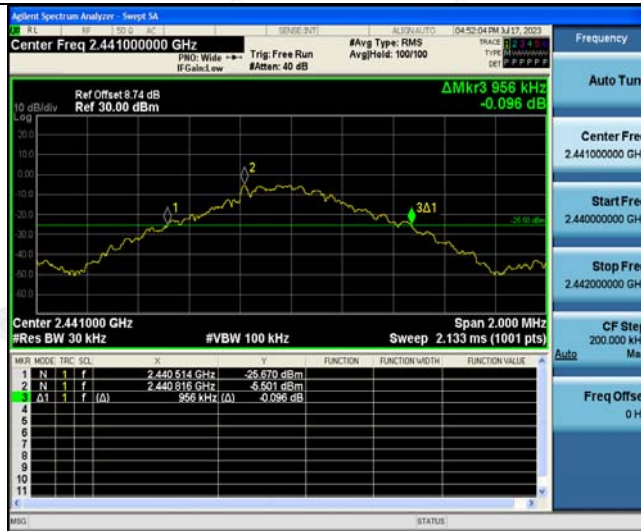 Agilent Spectrum Analyzer - Swept SA
RL RF 50 Ω AC SENSE:INT ALIGN AUTO 04:52:04 PM Jul 17, 2023
Center Freq 2.441000000 GHz
PNO: Wide Trig: Free Run #Avg Type: RMS TRACE 1 2 3 4 5 6
IFGain:Low #Atten: 40 dB Avg|Hold: 100/100 TYPE M
DET P P P P P P
ΔMkr3 956 kHz
-0.096 dB
Ref Offset 8.74 dB
10 dB/div Ref 30.00 dBm
Log
20.0
10.0
0.00
-10.0
-20.0
-30.0
-40.0
-50.0
-60.0
1
2
3Δ1
-25.50 dBm
Center 2.441000 GHz Span 2.000 MHz
#Res BW 30 kHz #VBW 100 kHz Sweep 2.133 ms (1001 pts)
MKR MODE TRC SCL X Y FUNCTION FUNCTION WIDTH FUNCTION VALUE
1 N 1 f 2.440 514 GHz -25.670 dBm
2 N 1 f 2.440 816 GHz -5.501 dBm
3 Δ1 1 f (Δ) 956 kHz (Δ) -0.096 dB
4
5
6
7
8
9
10
11
MSG STATUS
Frequency
Auto Tun
Center Fre
2.441000000 GH
Start Fre
2.440000000 GH
Stop Fre
2.442000000 GH
CF Ste
200.000 kH
Auto Ma
Freq Offse
0 H